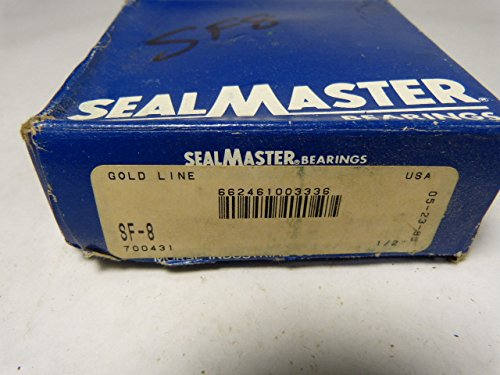 SF8
SEALMASTER®
BEARINGS
SEALMASTER® BEARINGS
GOLD LINE
USA
662461003336
SF-8
700431
05-23-
1/2